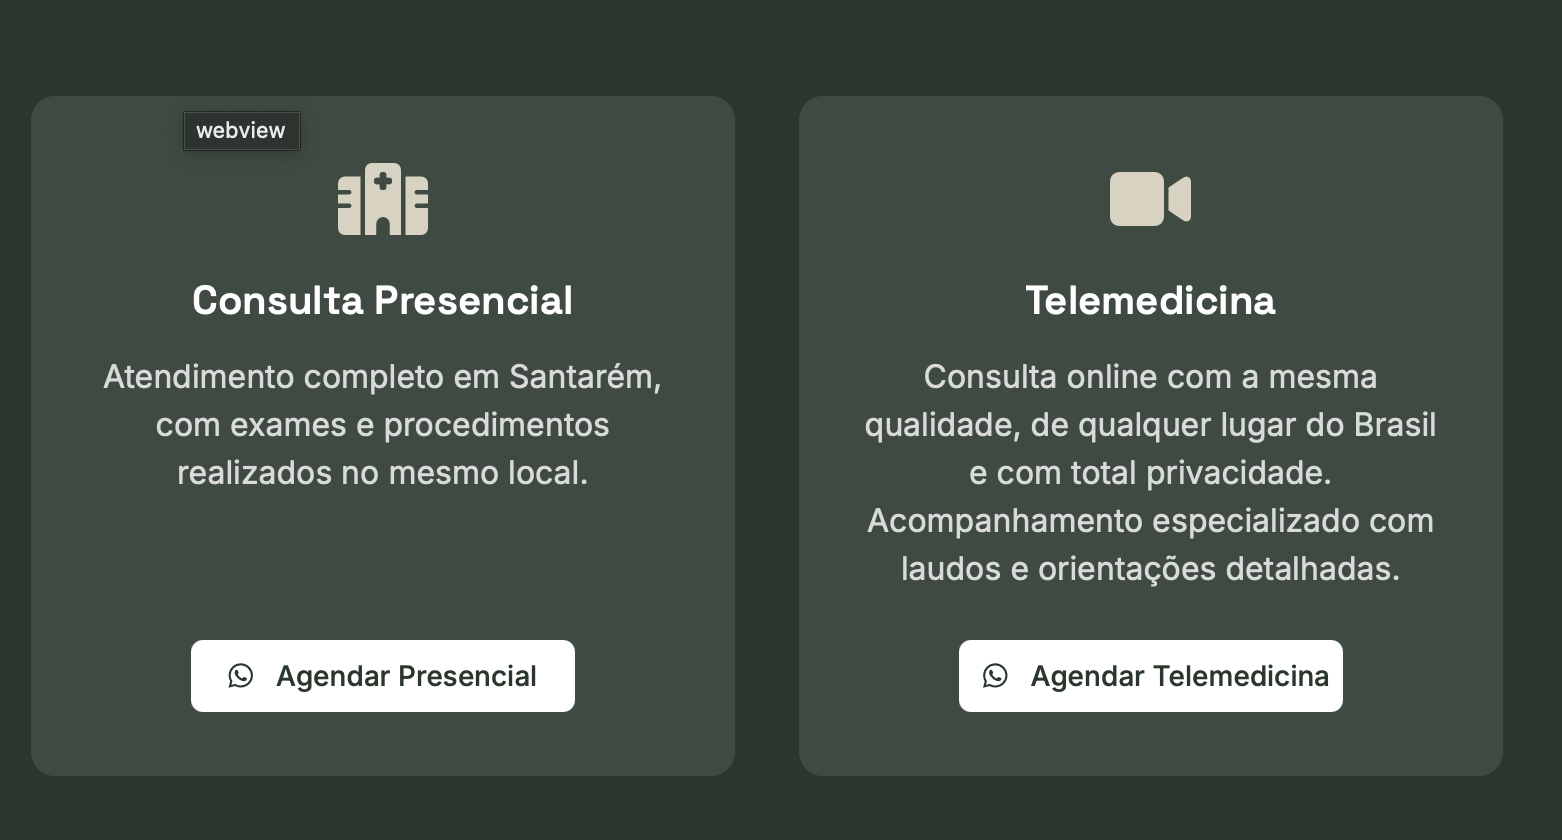 webview
Consulta Presencial
Atendimento completo em Santarém,
com exames e procedimentos
realizados no mesmo local.
Agendar Presencial
Telemedicina
Consulta online com a mesma
qualidade, de qualquer lugar do Brasil
e com total privacidade.
Acompanhamento especializado com
laudos e orientações detalhadas.
Agendar Telemedicina